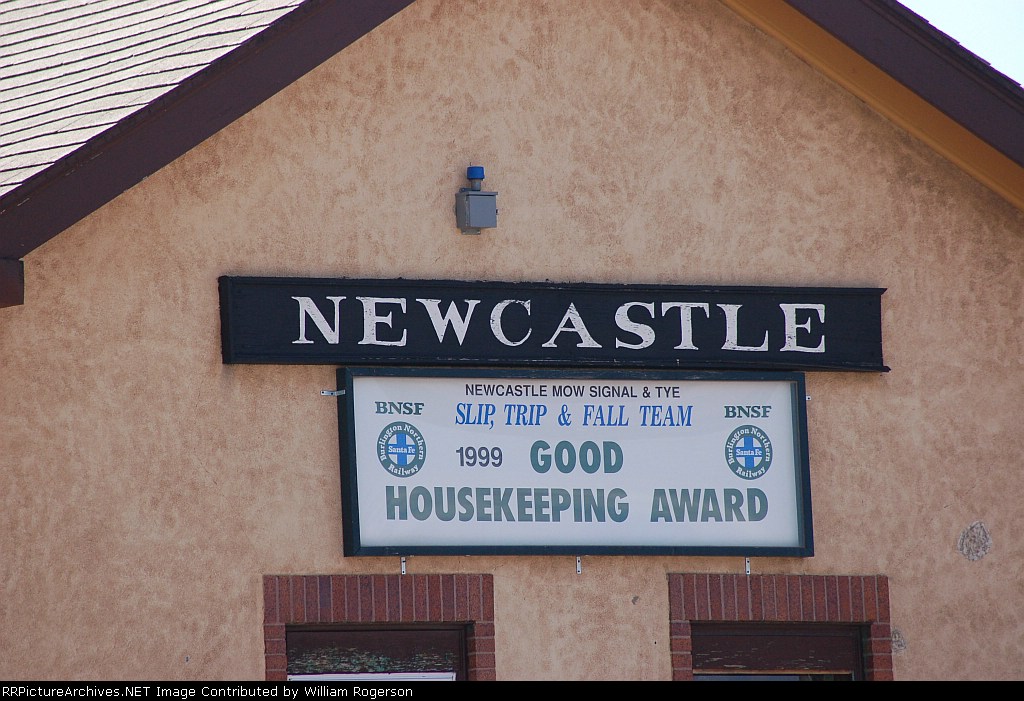 NEWCASTLE
NEWCASTLE MOW SIGNAL & TYE
BNSF SLIP, TRIP & FALL TEAM BNSF
Burlington Northern Santa Fe Railway
1999 GOOD
Burlington Northern Santa Fe Railway
HOUSEKEEPING AWARD
RRPictureArchives.NET Image Contributed by William Rogerson